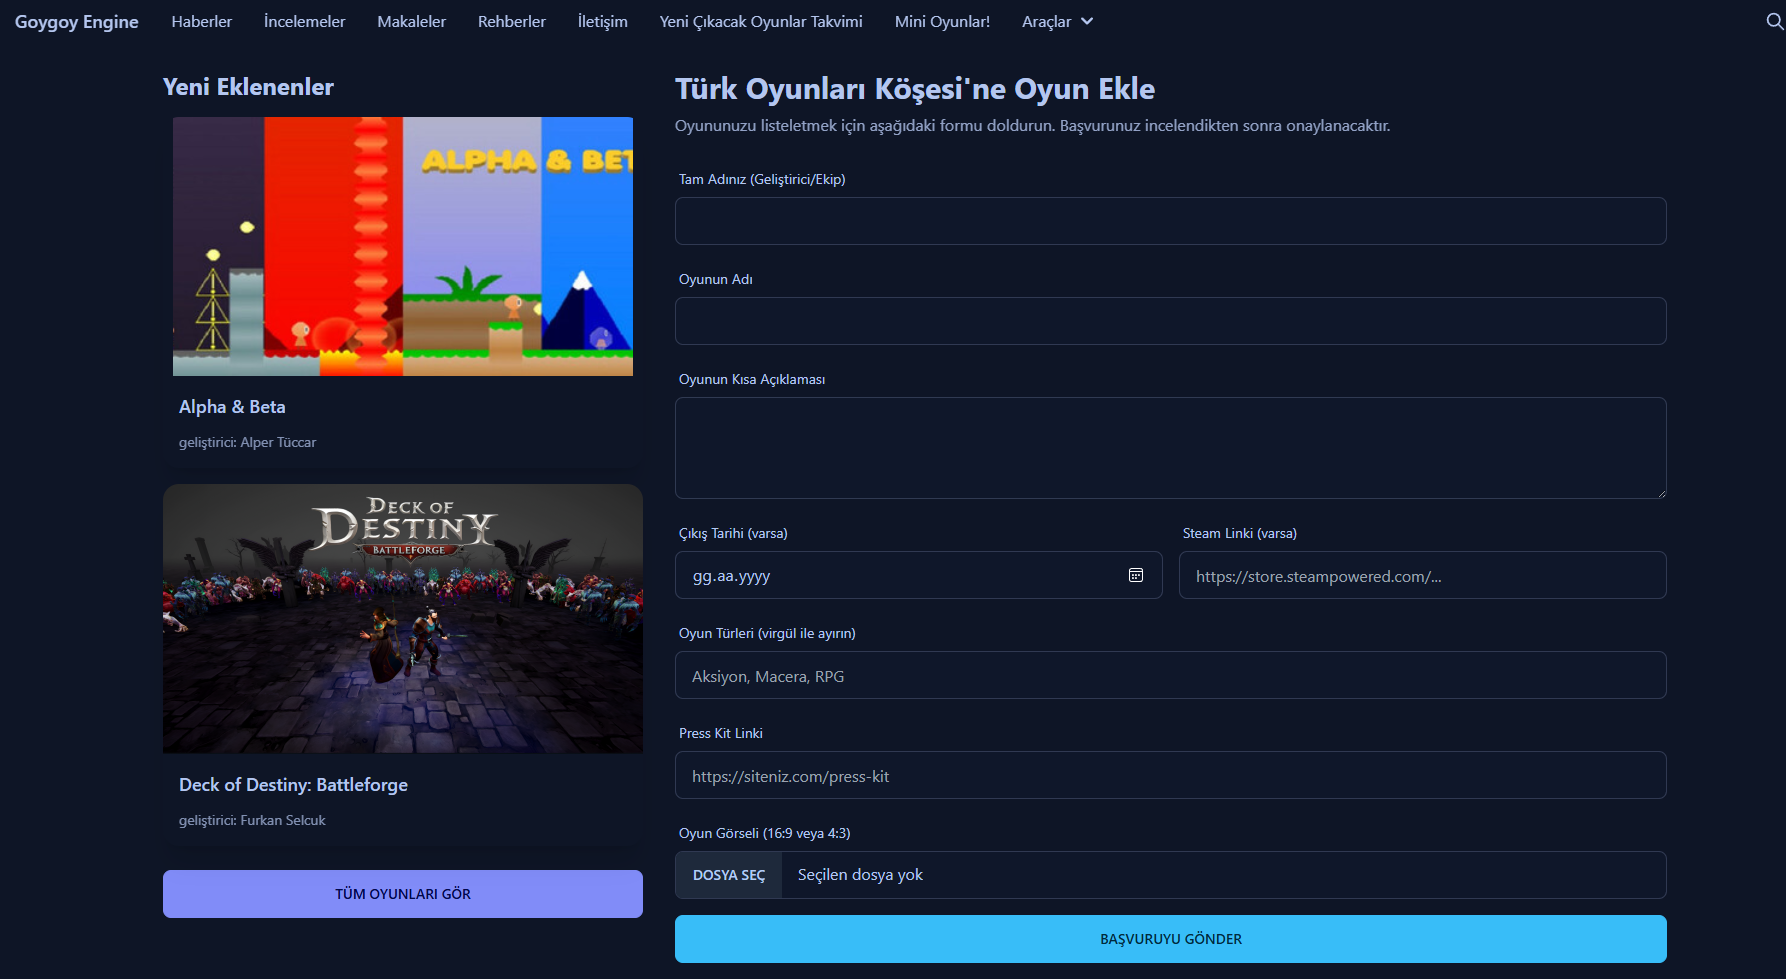 Goygoy Engine
Haberler
İncelemeler
Makaleler
Rehberler
İletişim
Yeni Çıkacak Oyunlar Takvimi
Mini Oyunlar!
Araçlar
Yeni Eklenenler
ALPHA & BET
Alpha & Beta
geliştirici: Alper Tüccar
DECK OF
DESTINY
BATTLEFORGE
Deck of Destiny: Battleforge
geliştirici: Furkan Selcuk
TÜM OYUNLARI GÖR
Türk Oyunları Köşesi'ne Oyun Ekle
Oyununuzu listeletmek için aşağıdaki formu doldurun. Başvurunuz incelendikten sonra onaylanacaktır.
Tam Adınız (Geliştirici/Ekip)
Oyunun Adı
Oyunun Kısa Açıklaması
Çıkış Tarihi (varsa)
gg.aa.yyyy
Steam Linki (varsa)
https://store.steampowered.com/...
Oyun Türleri (virgül ile ayırın)
Aksiyon, Macera, RPG
Press Kit Linki
https://siteniz.com/press-kit
Oyun Görseli (16:9 veya 4:3)
DOSYA SEÇ
Seçilen dosya yok
BAŞVURUYU GÖNDER